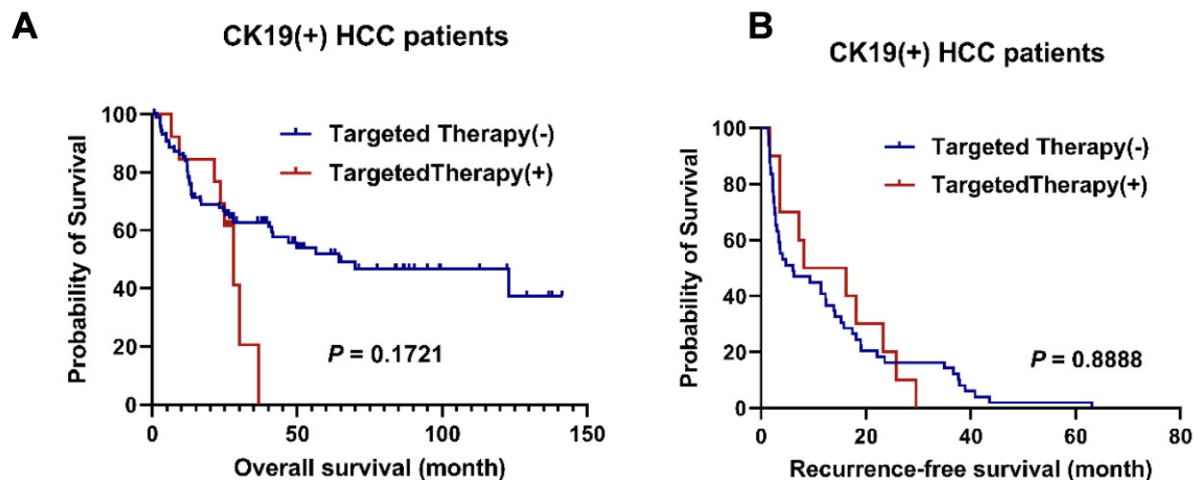 A
CK19(+) HCC patients
Probability of Survival
100
80
60
40
20
0
0
50
100
150
Targeted Therapy(-)
TargetedTherapy(+)
P = 0.1721
Overall survival (month)
B
CK19(+) HCC patients
Probability of Survival
100
80
60
40
20
0
0
20
40
60
80
Targeted Therapy(-)
TargetedTherapy(+)
P = 0.8888
Recurrence-free survival (month)